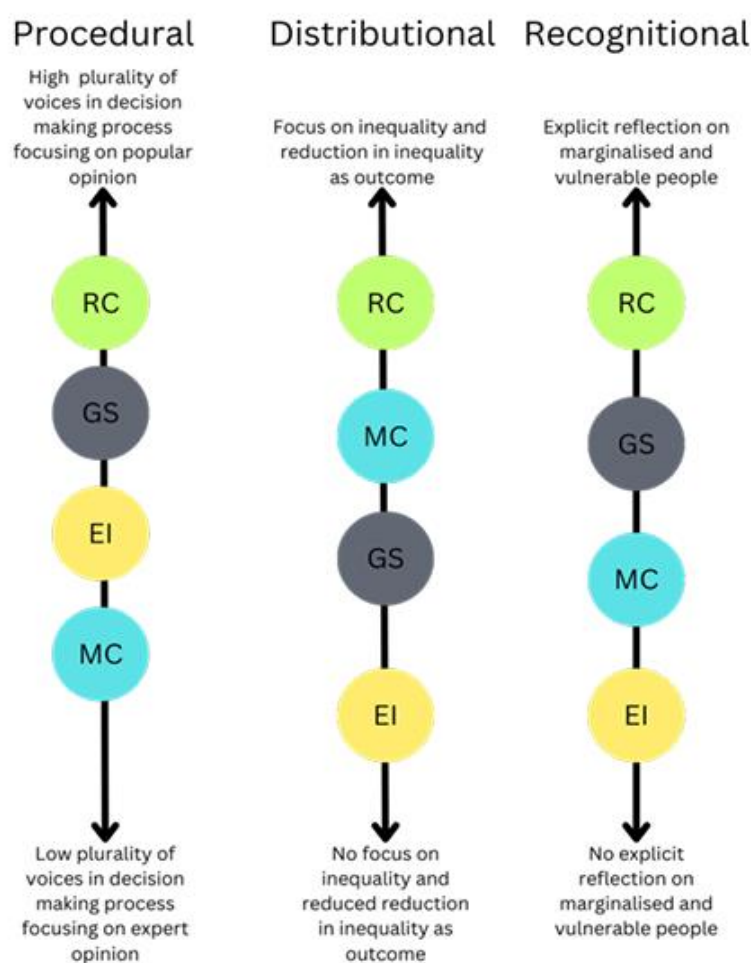 Procedural
High plurality of
voices in decision
making process
focusing on popular
opinion
RC
GS
EI
MC
Low plurality of
voices in decision
making process
focusing on expert
opinion
Distributional
Focus on inequality and
reduction in inequality
as outcome
RC
MC
GS
EI
No focus on
inequality and
reduced reduction
in inequality as
outcome
Recognitional
Explicit reflection on
marginalised and
vulnerable people
RC
GS
MC
EI
No explicit
reflection on
marginalised and
vulnerable people